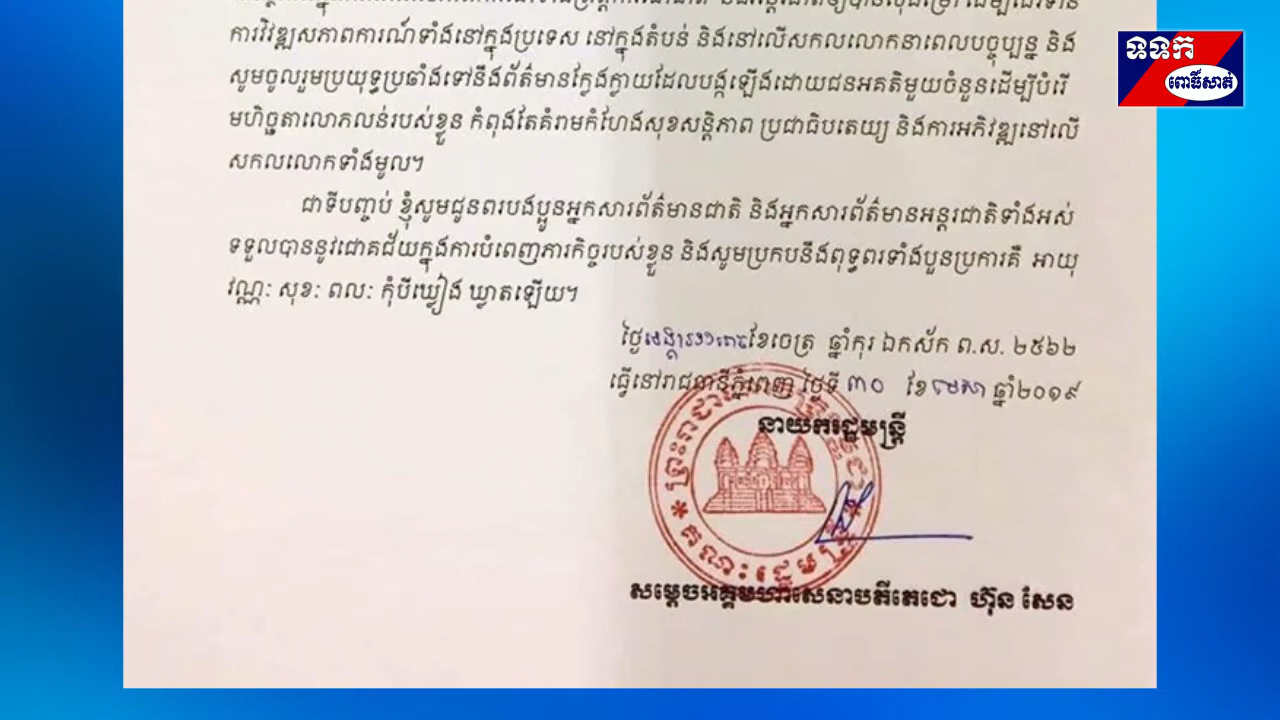 ការវិវឌ្ឍសភាពការណ៍ទាំងនៅក្នុងប្រទេស នៅក្នុងតំបន់ និងនៅលើសកលលោកនាពេលបច្ចុប្បន្ន និង
ទទក
ពោធិ៍សាត់
សូមចូលរួមប្រយុទ្ធប្រឆាំងទៅនឹងព័ត៌មានក្លែងក្លាយដែលបង្កឡើងដោយជនអគតិមួយចំនួនដើម្បីបំរើ
មហិច្ឆតាលោភលន់របស់ខ្លួន កំពុងតែគំរាមកំហែងសុខសន្តិភាព ប្រជាធិបតេយ្យ និងការអភិវឌ្ឍនៅលើ
សកលលោកទាំងមូល។
ជាទីបញ្ចប់ ខ្ញុំសូមជូនពរបងប្អូនអ្នកសារព័ត៌មានជាតិ និងអ្នកសារព័ត៌មានអន្តរជាតិទាំងអស់
ទទួលបាននូវជោគជ័យក្នុងការបំពេញភារកិច្ចរបស់ខ្លួន និងសូមប្រកបនឹងពុទ្ធពរទាំងបួនប្រការគឺ អាយុ
វណ្ណៈ សុខៈ ពលៈ កុំបីឃ្លៀង ឃ្លាតឡើយ។
ថ្ងៃអង្គារ ខែចេត្រ ឆ្នាំកុរ ឯកស័ក ព.ស. ២៥៦២
ធ្វើនៅរាជធានីភ្នំពេញ ថ្ងៃទី ៣០ ខែមេសា ឆ្នាំ២០១៩
នាយករដ្ឋមន្ត្រី
គណៈរដ្ឋមន្ត្រី
សម្ដេចអគ្គមហាសេនាបតីតេជោ ហ៊ុន សែន